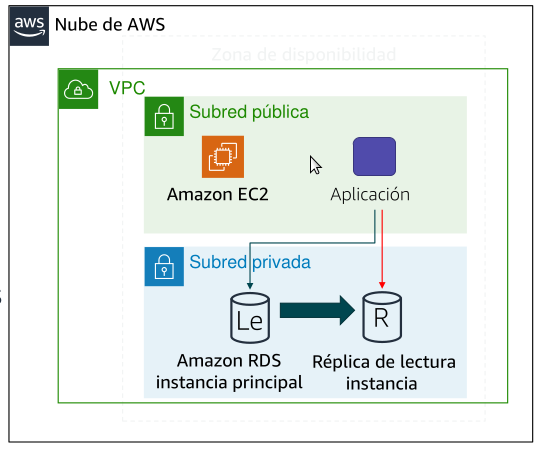 aws
Nube de AWS
Zona de disponibilidad
VPC
Subred pública
Amazon EC2
Aplicación
Subred privada
Le
R
Amazon RDS
instancia principal
Réplica de lectura
instancia